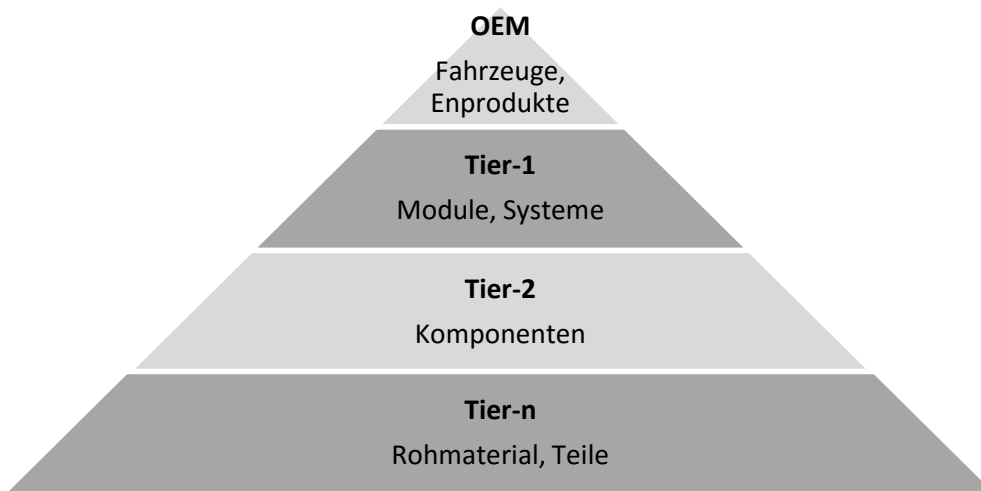 OEM
Fahrzeuge,
Enprodukte
Tier-1
Module, Systeme
Tier-2
Komponenten
Tier-n
Rohmaterial, Teile